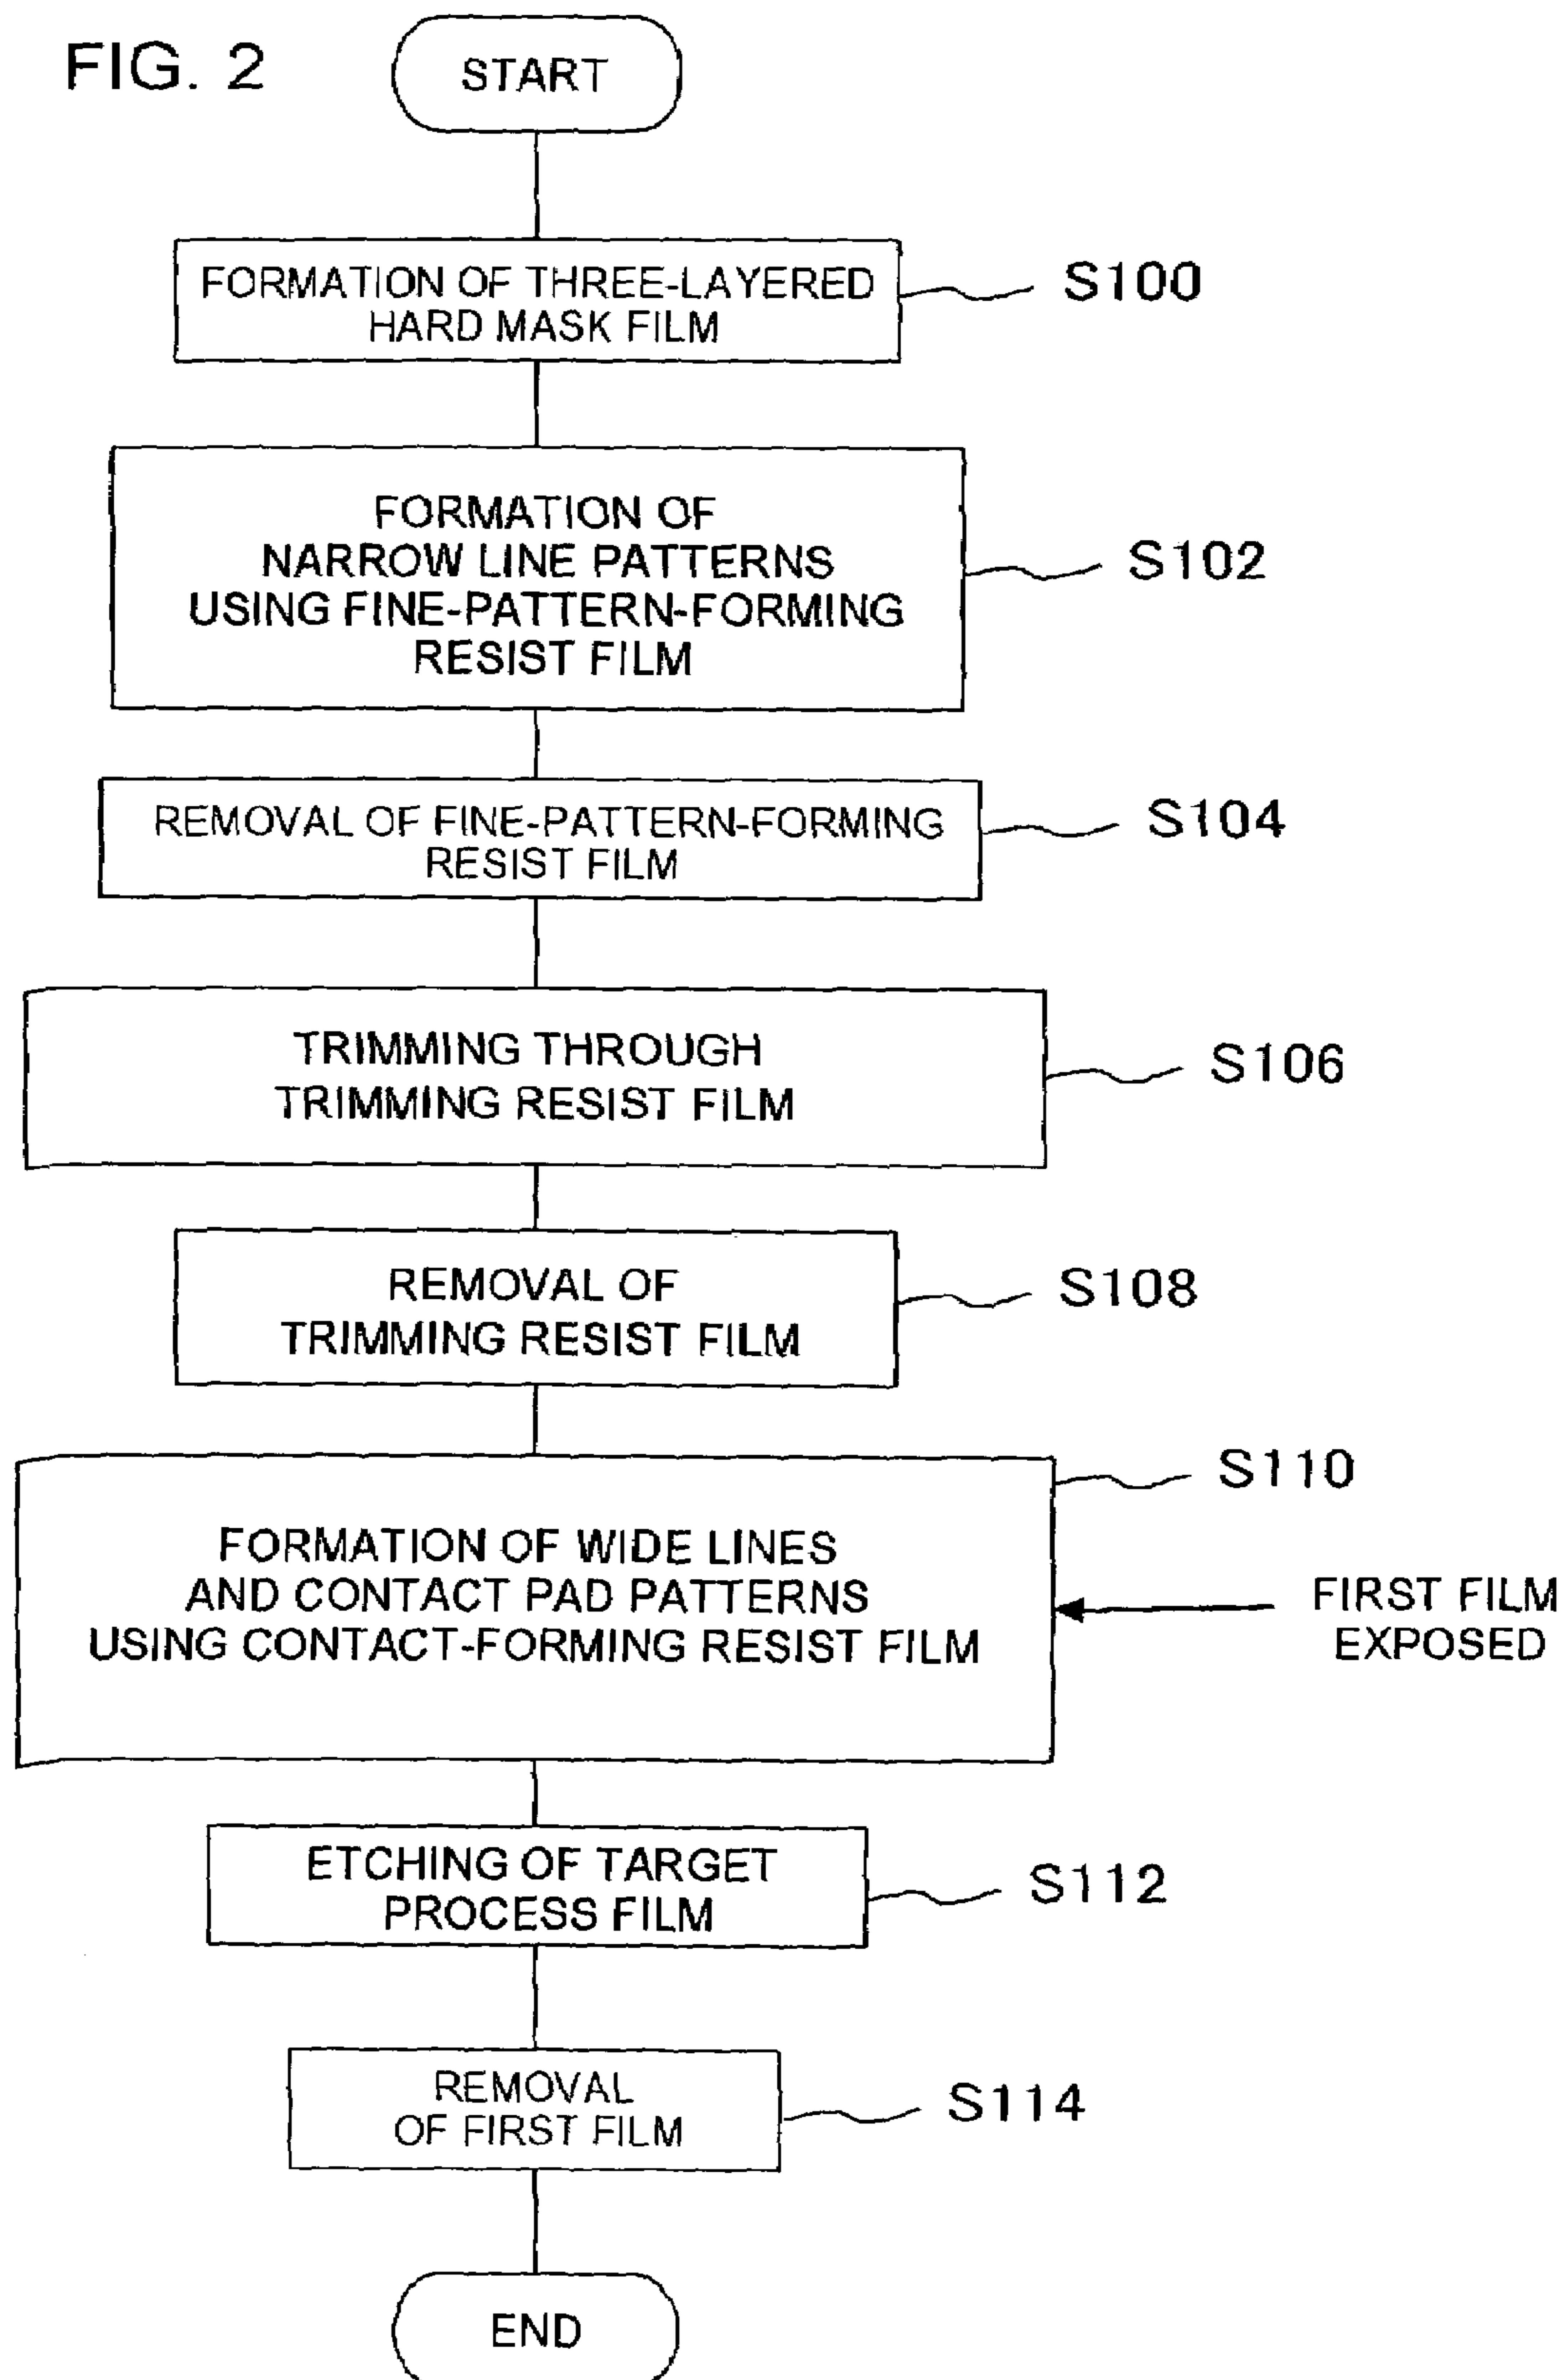 FIG. 2
START
FORMATION OF THREE-LAYERED
HARD MASK FILM
S100
FORMATION OF
NARROW LINE PATTERNS
USING FINE-PATTERN-FORMING
RESIST FILM
S102
REMOVAL OF FINE-PATTERN-FORMING
RESIST FILM
S104
TRIMMING THROUGH
TRIMMING RESIST FILM
S106
REMOVAL OF
TRIMMING RESIST FILM
S108
FORMATION OF WIDE LINES
AND CONTACT PAD PATTERNS
USING CONTACT-FORMING RESIST FILM
S110
FIRST FILM
EXPOSED
ETCHING OF TARGET
PROCESS FILM
S112
REMOVAL
OF FIRST FILM
S114
END